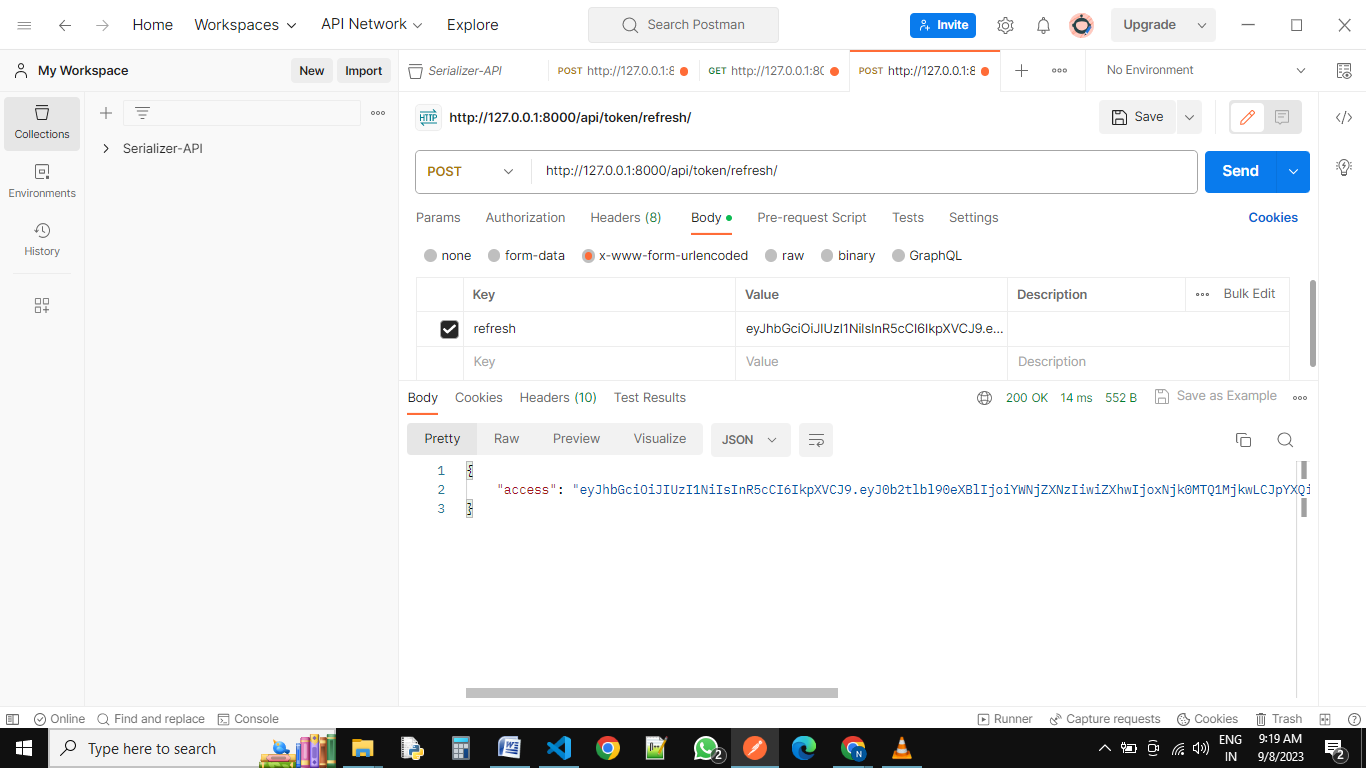 Home Workspaces API Network Explore Search Postman Invite Upgrade
My Workspace New Import Serializer-API POST http://127.0.0.1:8 GET http://127.0.0.1:80 POST http://127.0.0.1:8 No Environment
Collections
Serializer-API
Environments
History
HTTP http://127.0.0.1:8000/api/token/refresh/ Save
POST http://127.0.0.1:8000/api/token/refresh/ Send
Params Authorization Headers (8) Body Pre-request Script Tests Settings Cookies
none form-data x-www-form-urlencoded raw binary GraphQL
Key Value Description Bulk Edit
refresh eyJhbGciOiJIUzI1NiIsInR5cCI6IkpXVCJ9.e...
Key Value Description
Body Cookies Headers (10) Test Results 200 OK 14 ms 552 B Save as Example
Pretty Raw Preview Visualize JSON
1 {
2 "access": "eyJhbGciOiJIUzI1NiIsInR5cCI6IkpXVCJ9.eyJ0b2tlbl90eXBlIjoiYWNjZXNzIiwiZXhwIjoxNjk0MTQ1MjkwLCJpYXQi
3 }
Online Find and replace Console Runner Capture requests Cookies Trash
Type here to search 2 N ENG 9:19 AM
IN 9/8/2023 2